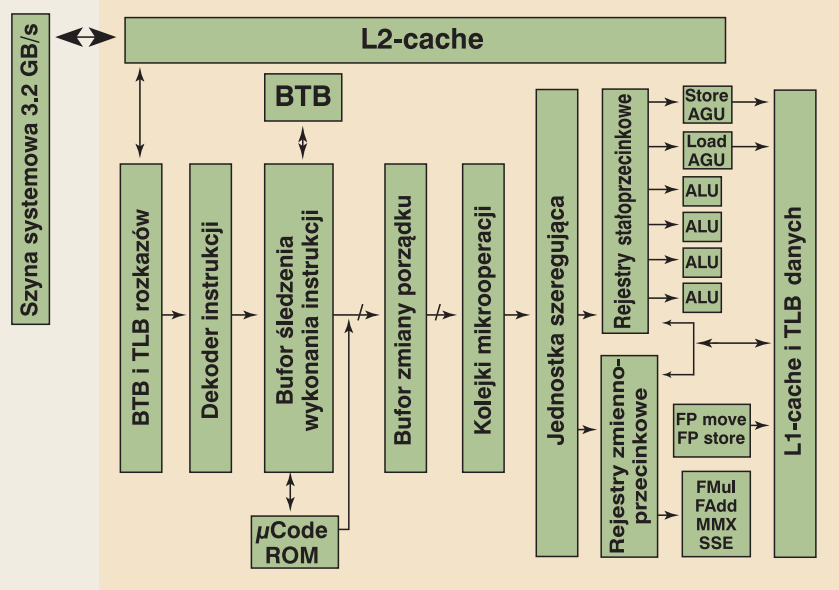 Szyna systemowa 3.2 GB/s
L2-cache
BTB
BTB i TLB rozkazów
Dekoder instrukcji
Bufor śledzenia
wykonania instrukcji
µCode
ROM
Bufor zmiany porządku
Kolejki mikrooperacji
Jednostka szeregująca
Rejestry stałoprzecinkowe
Rejestry zmienno-
przecinkowe
Store
AGU
Load
AGU
ALU
ALU
ALU
ALU
FP move
FP store
FMul
FAdd
MMX
SSE
L1-cache i TLB danych